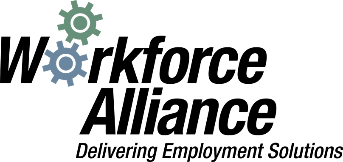 Workforce
Alliance
Delivering Employment Solutions